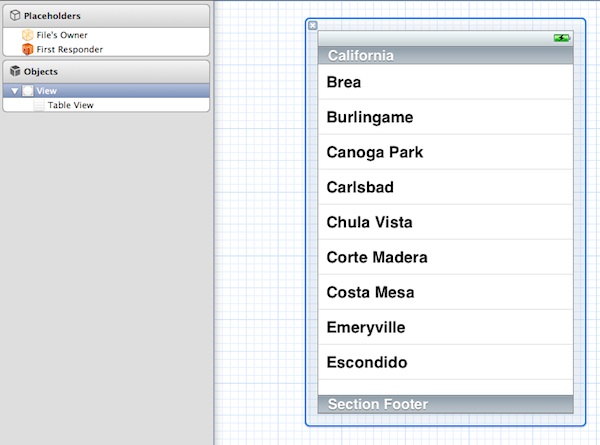 Placeholders
File's Owner
First Responder
Objects
View
Table View
California
Brea
Burlingame
Canoga Park
Carlsbad
Chula Vista
Corte Madera
Costa Mesa
Emeryville
Escondido
Section Footer